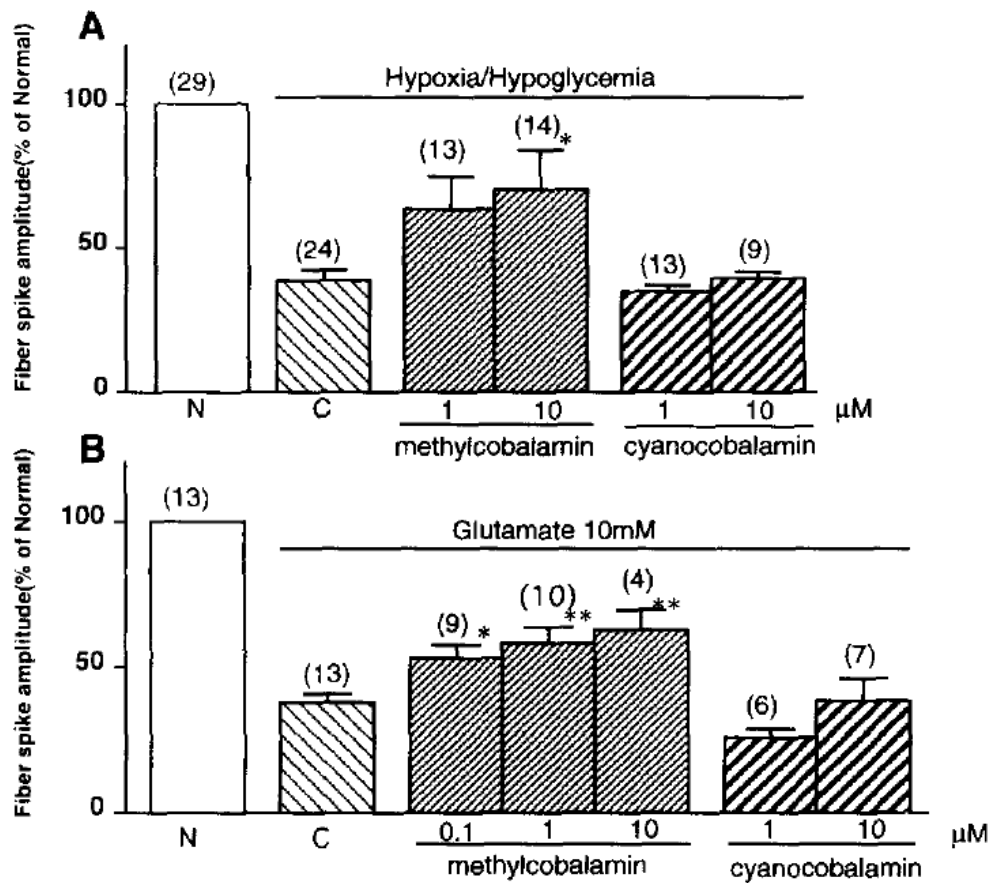 A
Fiber spike amplitude(% of Normal)
100
50
0
Hypoxia/Hypoglycemia
(29)
(24)
(13)
(14)*
(13)
(9)
N C 1 10 1 10 μM
methylcobalamin cyanocobalamin
B
Fiber spike amplitude(% of Normal)
100
50
0
Glutamate 10mM
(13)
(13)
(9)*
(10)**
(4)**
(6)
(7)
N C 0.1 1 10 1 10 μM
methylcobalamin cyanocobalamin